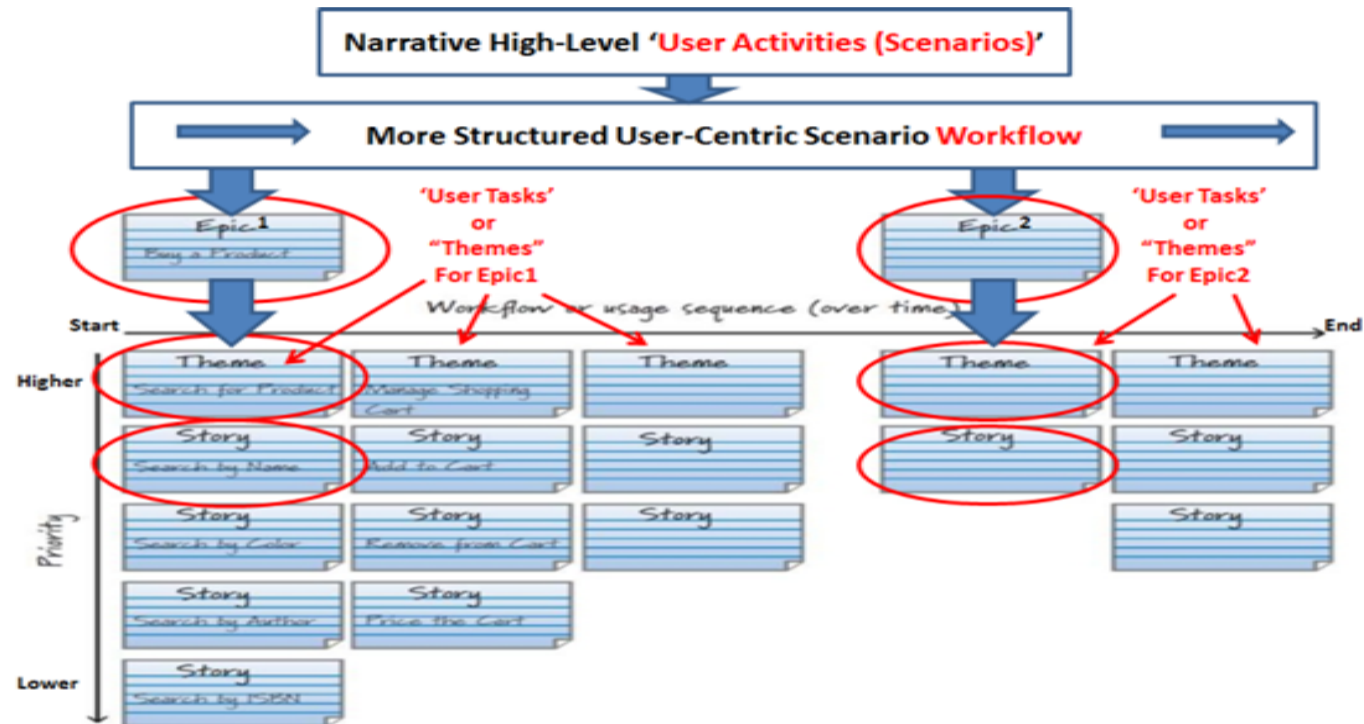 Narrative High-Level ‘User Activities (Scenarios)’
More Structured User-Centric Scenario Workflow
Epic1
Buy a Product
‘User Tasks’
or
“Themes”
For Epic1
Epic2
‘User Tasks’
or
“Themes”
For Epic2
Workflow or usage sequence (over time)
Start
End
Higher
Priority
Lower
Theme
Search for Product
Theme
Manage Shopping
Cart
Theme
Theme
Theme
Story
Search by Name
Story
Add to Cart
Story
Story
Story
Story
Search by Color
Story
Remove from Cart
Story
Story
Story
Search by Author
Story
Price the Cart
Story
Search by ISBN